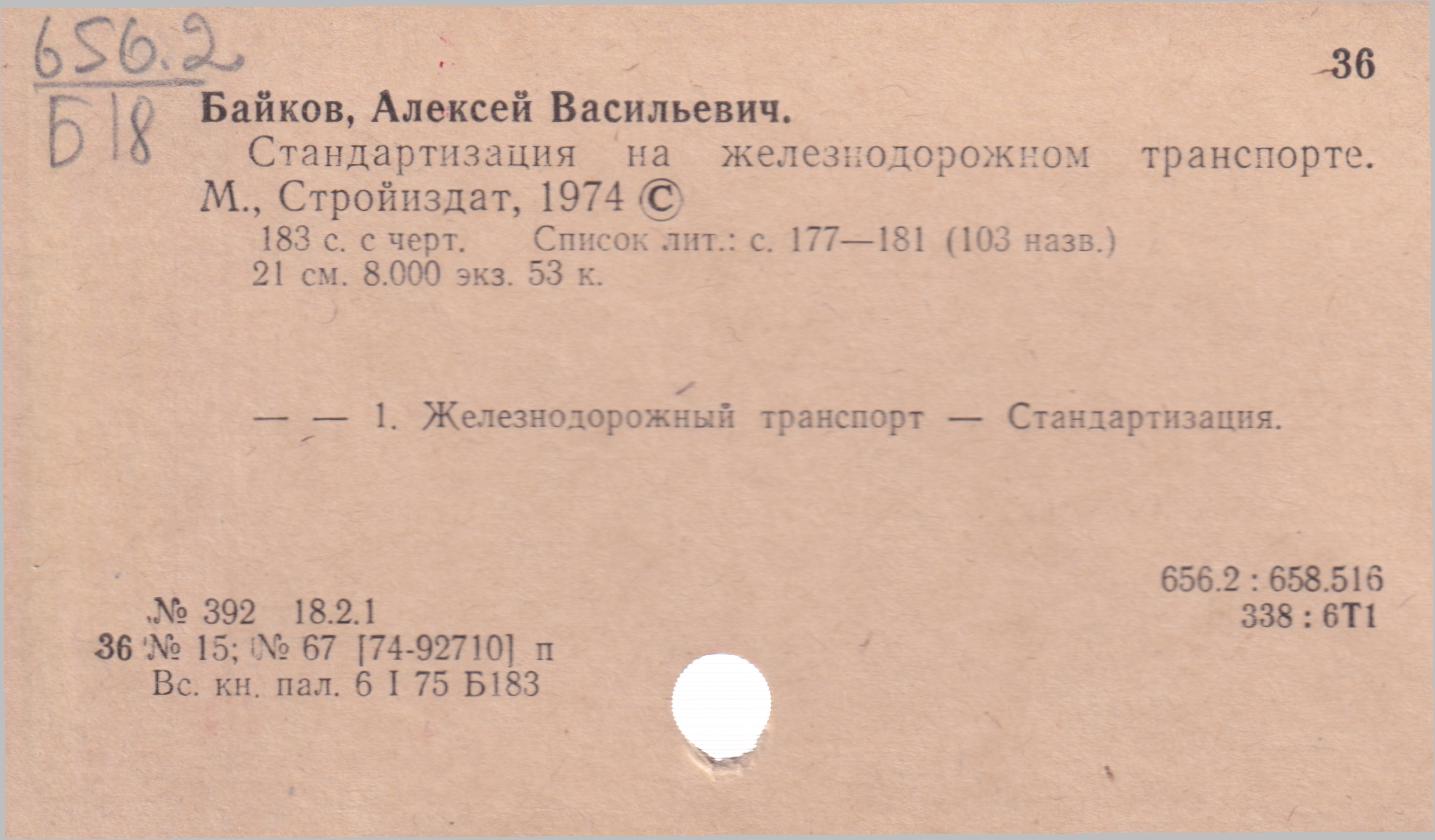 656.2
Б18
36
Байков, Алексей Васильевич.
Стандартизация на железнодорожном транспорте.
М., Стройиздат, 1974 ©
183 с. с черт. Список лит.: с. 177—181 (103 назв.)
21 см. 8.000 экз. 53 к.
— — 1. Железнодорожный транспорт — Стандартизация.
656.2 : 658.516
338 : 6Т1
№ 392 18.2.1
36 № 15; № 67 [74-92710] п
Вс. кн. пал. 6 I 75 Б183